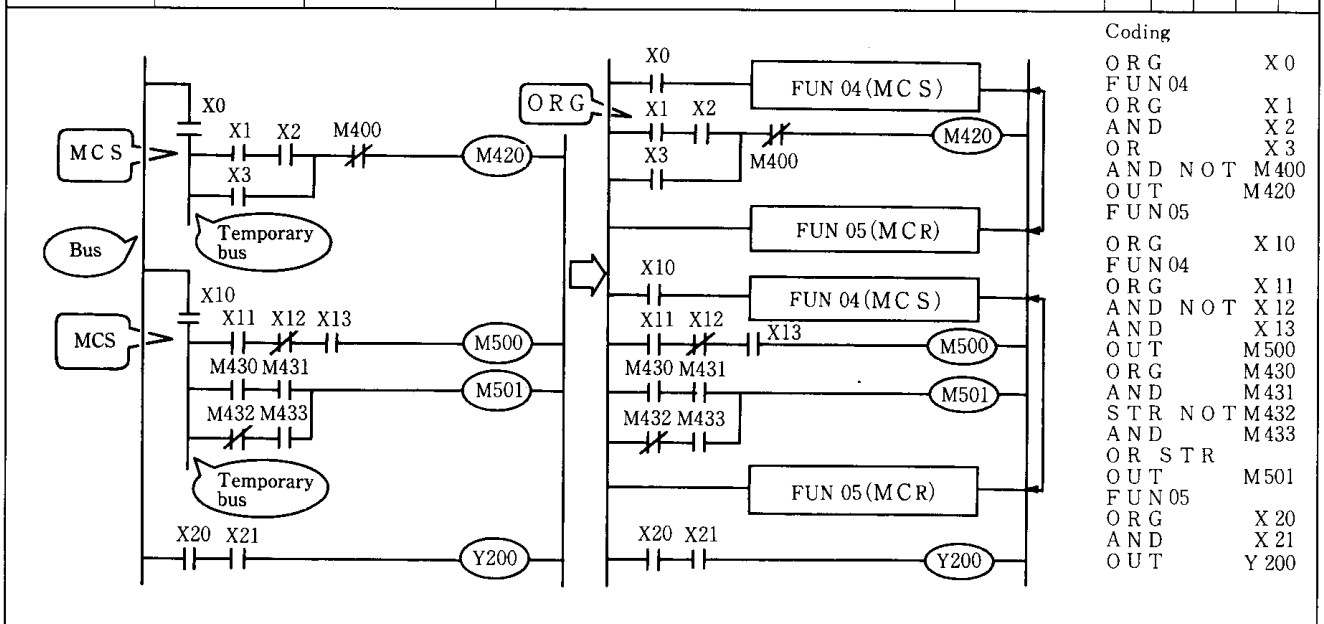 X0
MCS
X1 X2 M400
M420
X3
Temporary
bus
Bus
X10
MCS
X11 X12 X13
M500
M430 M431
M501
M432 M433
Temporary
bus
X20 X21
Y200
X0
FUN 04(MCS)
ORG
X1 X2
M420
M400
X3
FUN 05(MCR)
X10
FUN 04(MCS)
X11 X12
X13
M500
M430 M431
M501
M432 M433
FUN 05(MCR)
X20 X21
Y200
Coding
ORG X0
FUN04
ORG X1
AND X2
OR X3
AND NOT M400
OUT M420
FUN05
ORG X10
FUN04
ORG X11
AND NOT X12
AND X13
OUT M500
ORG M430
AND M431
STR NOT M432
AND M433
OR STR
OUT M501
FUN05
ORG X20
AND X21
OUT Y200